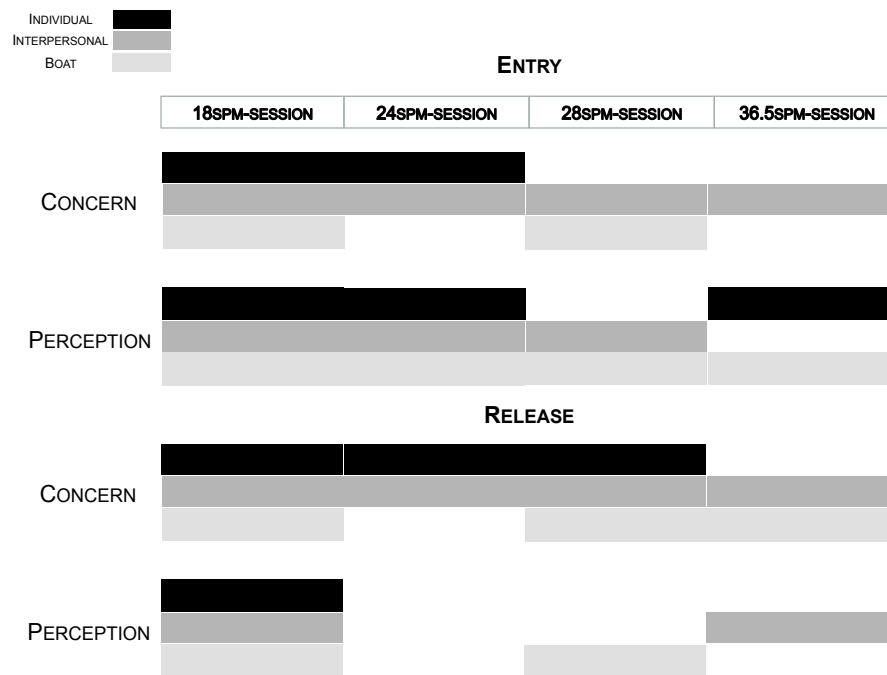 INDIVIDUAL
INTERPERSONAL
BOAT
ENTRY
18SPM-SESSION 24SPM-SESSION 28SPM-SESSION 36.5SPM-SESSION
CONCERN
PERCEPTION
RELEASE
CONCERN
PERCEPTION